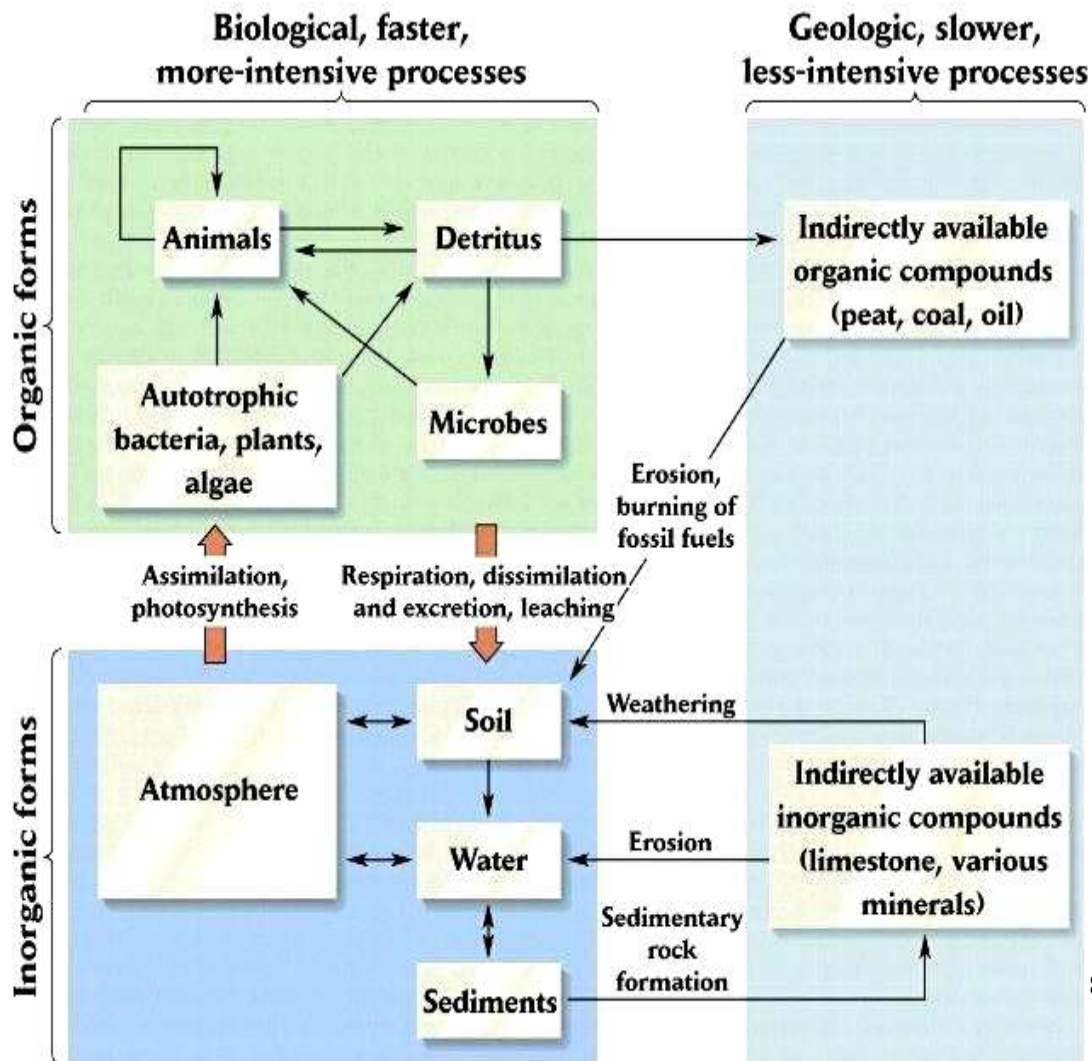 Biological, faster,
more-intensive processes
Geologic, slower,
less-intensive processes
Organic forms
Animals
Detritus
Indirectly available
organic compounds
(peat, coal, oil)
Autotrophic
bacteria, plants,
algae
Microbes
Erosion,
burning of
fossil fuels
Assimilation,
photosynthesis
Respiration, dissimilation
and excretion, leaching
Inorganic forms
Atmosphere
Soil
Weathering
Water
Erosion
Indirectly available
inorganic compounds
(limestone, various
minerals)
Sediments
Sedimentary
rock
formation